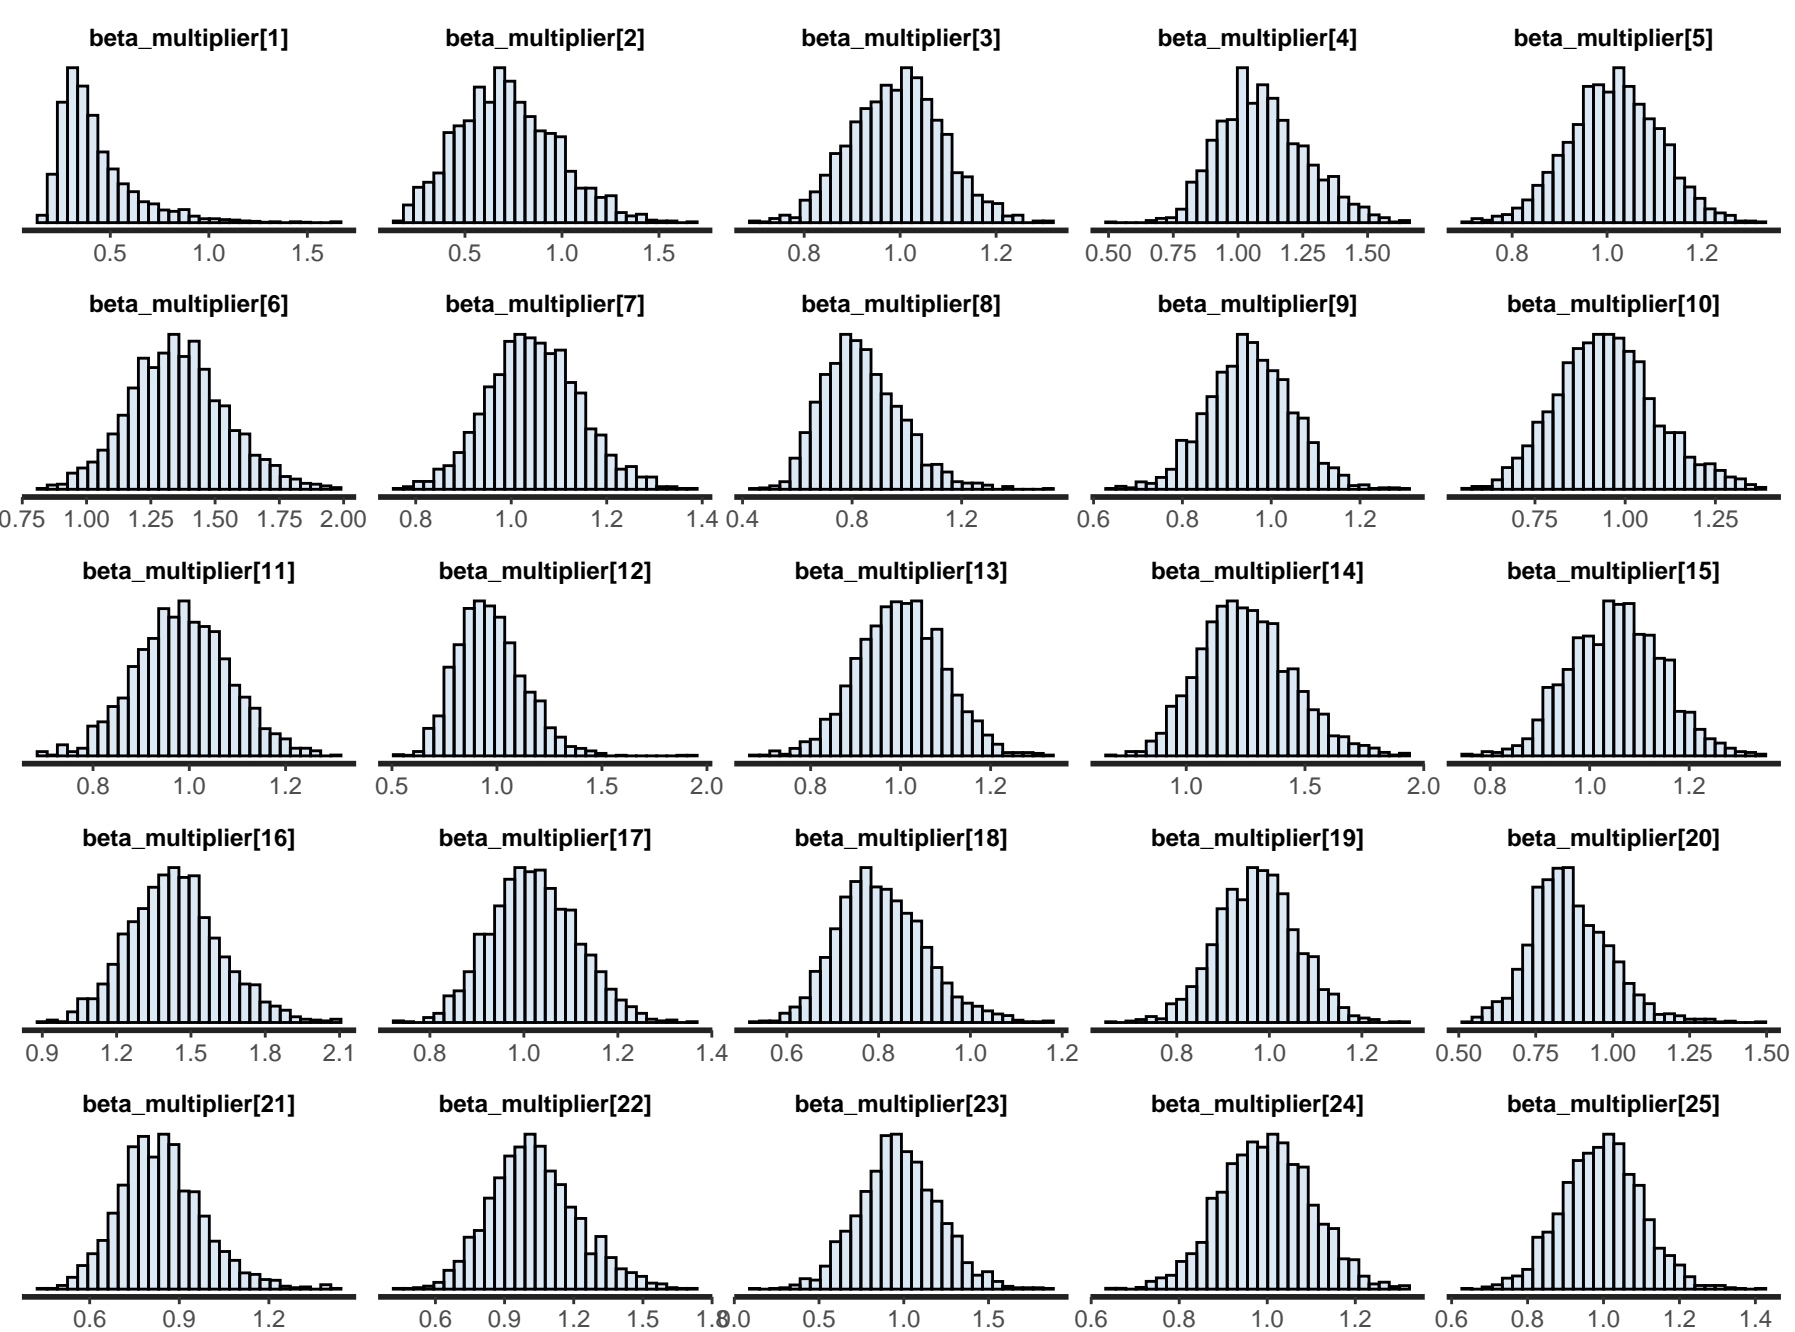 beta_multiplier[1] beta_multiplier[2] beta_multiplier[3] beta_multiplier[4] beta_multiplier[5]
0.5 1.0 1.5 0.5 1.0 1.5 0.8 1.0 1.2 0.50 0.75 1.00 1.25 1.50 0.8 1.0 1.2
beta_multiplier[6] beta_multiplier[7] beta_multiplier[8] beta_multiplier[9] beta_multiplier[10]
0.75 1.00 1.25 1.50 1.75 2.00 0.8 1.0 1.2 1.4 0.4 0.8 1.2 0.6 0.8 1.0 1.2 0.75 1.00 1.25
beta_multiplier[11] beta_multiplier[12] beta_multiplier[13] beta_multiplier[14] beta_multiplier[15]
0.8 1.0 1.2 0.5 1.0 1.5 2.0 0.8 1.0 1.2 1.0 1.5 2.0 0.8 1.0 1.2
beta_multiplier[16] beta_multiplier[17] beta_multiplier[18] beta_multiplier[19] beta_multiplier[20]
0.9 1.2 1.5 1.8 2.1 0.8 1.0 1.2 1.4 0.6 0.8 1.0 1.2 0.8 1.0 1.2 0.50 0.75 1.00 1.25 1.50
beta_multiplier[21] beta_multiplier[22] beta_multiplier[23] beta_multiplier[24] beta_multiplier[25]
0.6 0.9 1.2 0.6 0.9 1.2 1.5 1.8 0.0 0.5 1.0 1.5 0.6 0.8 1.0 1.2 0.6 0.8 1.0 1.2 1.4